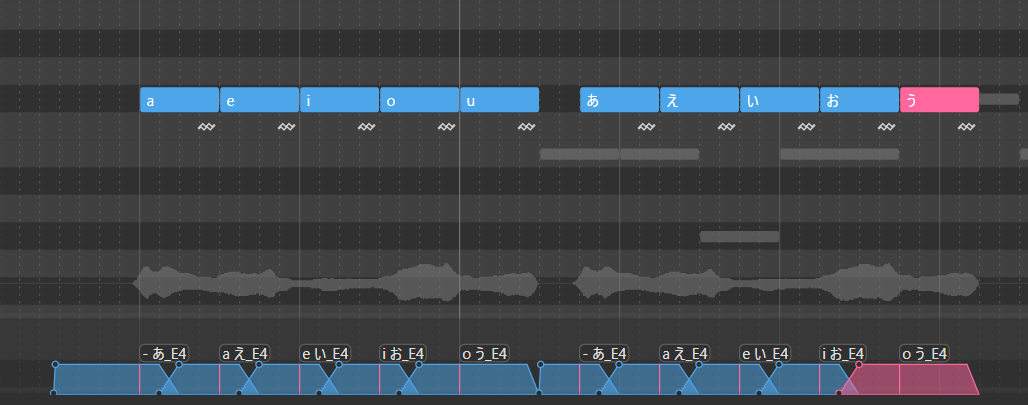 a e i o u あ え い お う
- あ_E4 a え_E4 e い_E4 i お_E4 o う_E4 - あ_E4 a え_E4 e い_E4 i お_E4 o う_E4